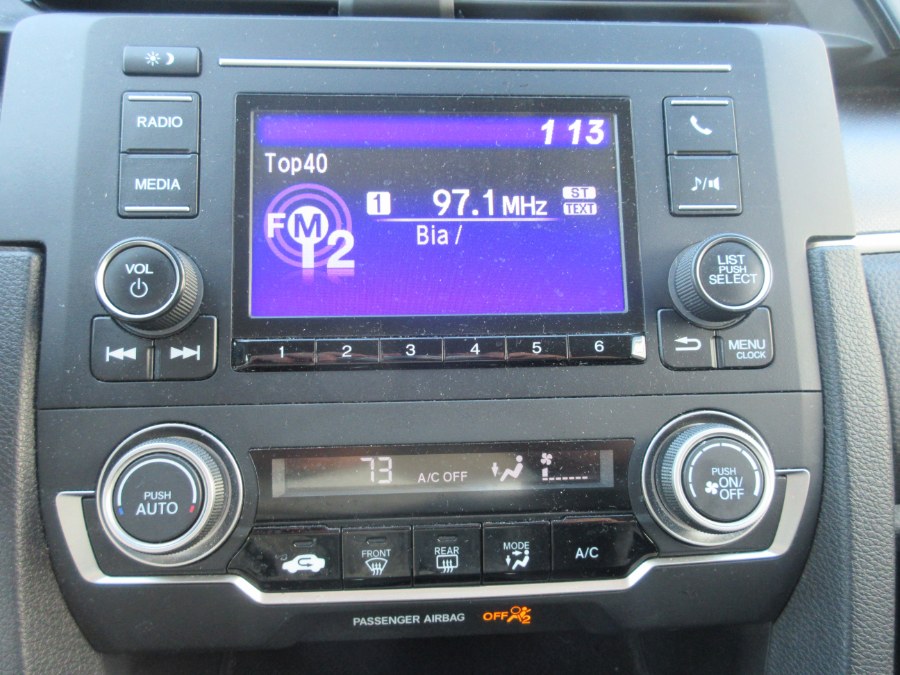 1 13
RADIO
Top40
MEDIA
FM2
1 97.1 MHz ST
TEXT
Bia /
VOL
LIST
PUSH
SELECT
1 2 3 4 5 6
MENU
CLOCK
73 A/C OFF
PUSH
AUTO
PUSH
ON/
OFF
FRONT
REAR
MODE
A/C
PASSENGER AIRBAG OFF 2